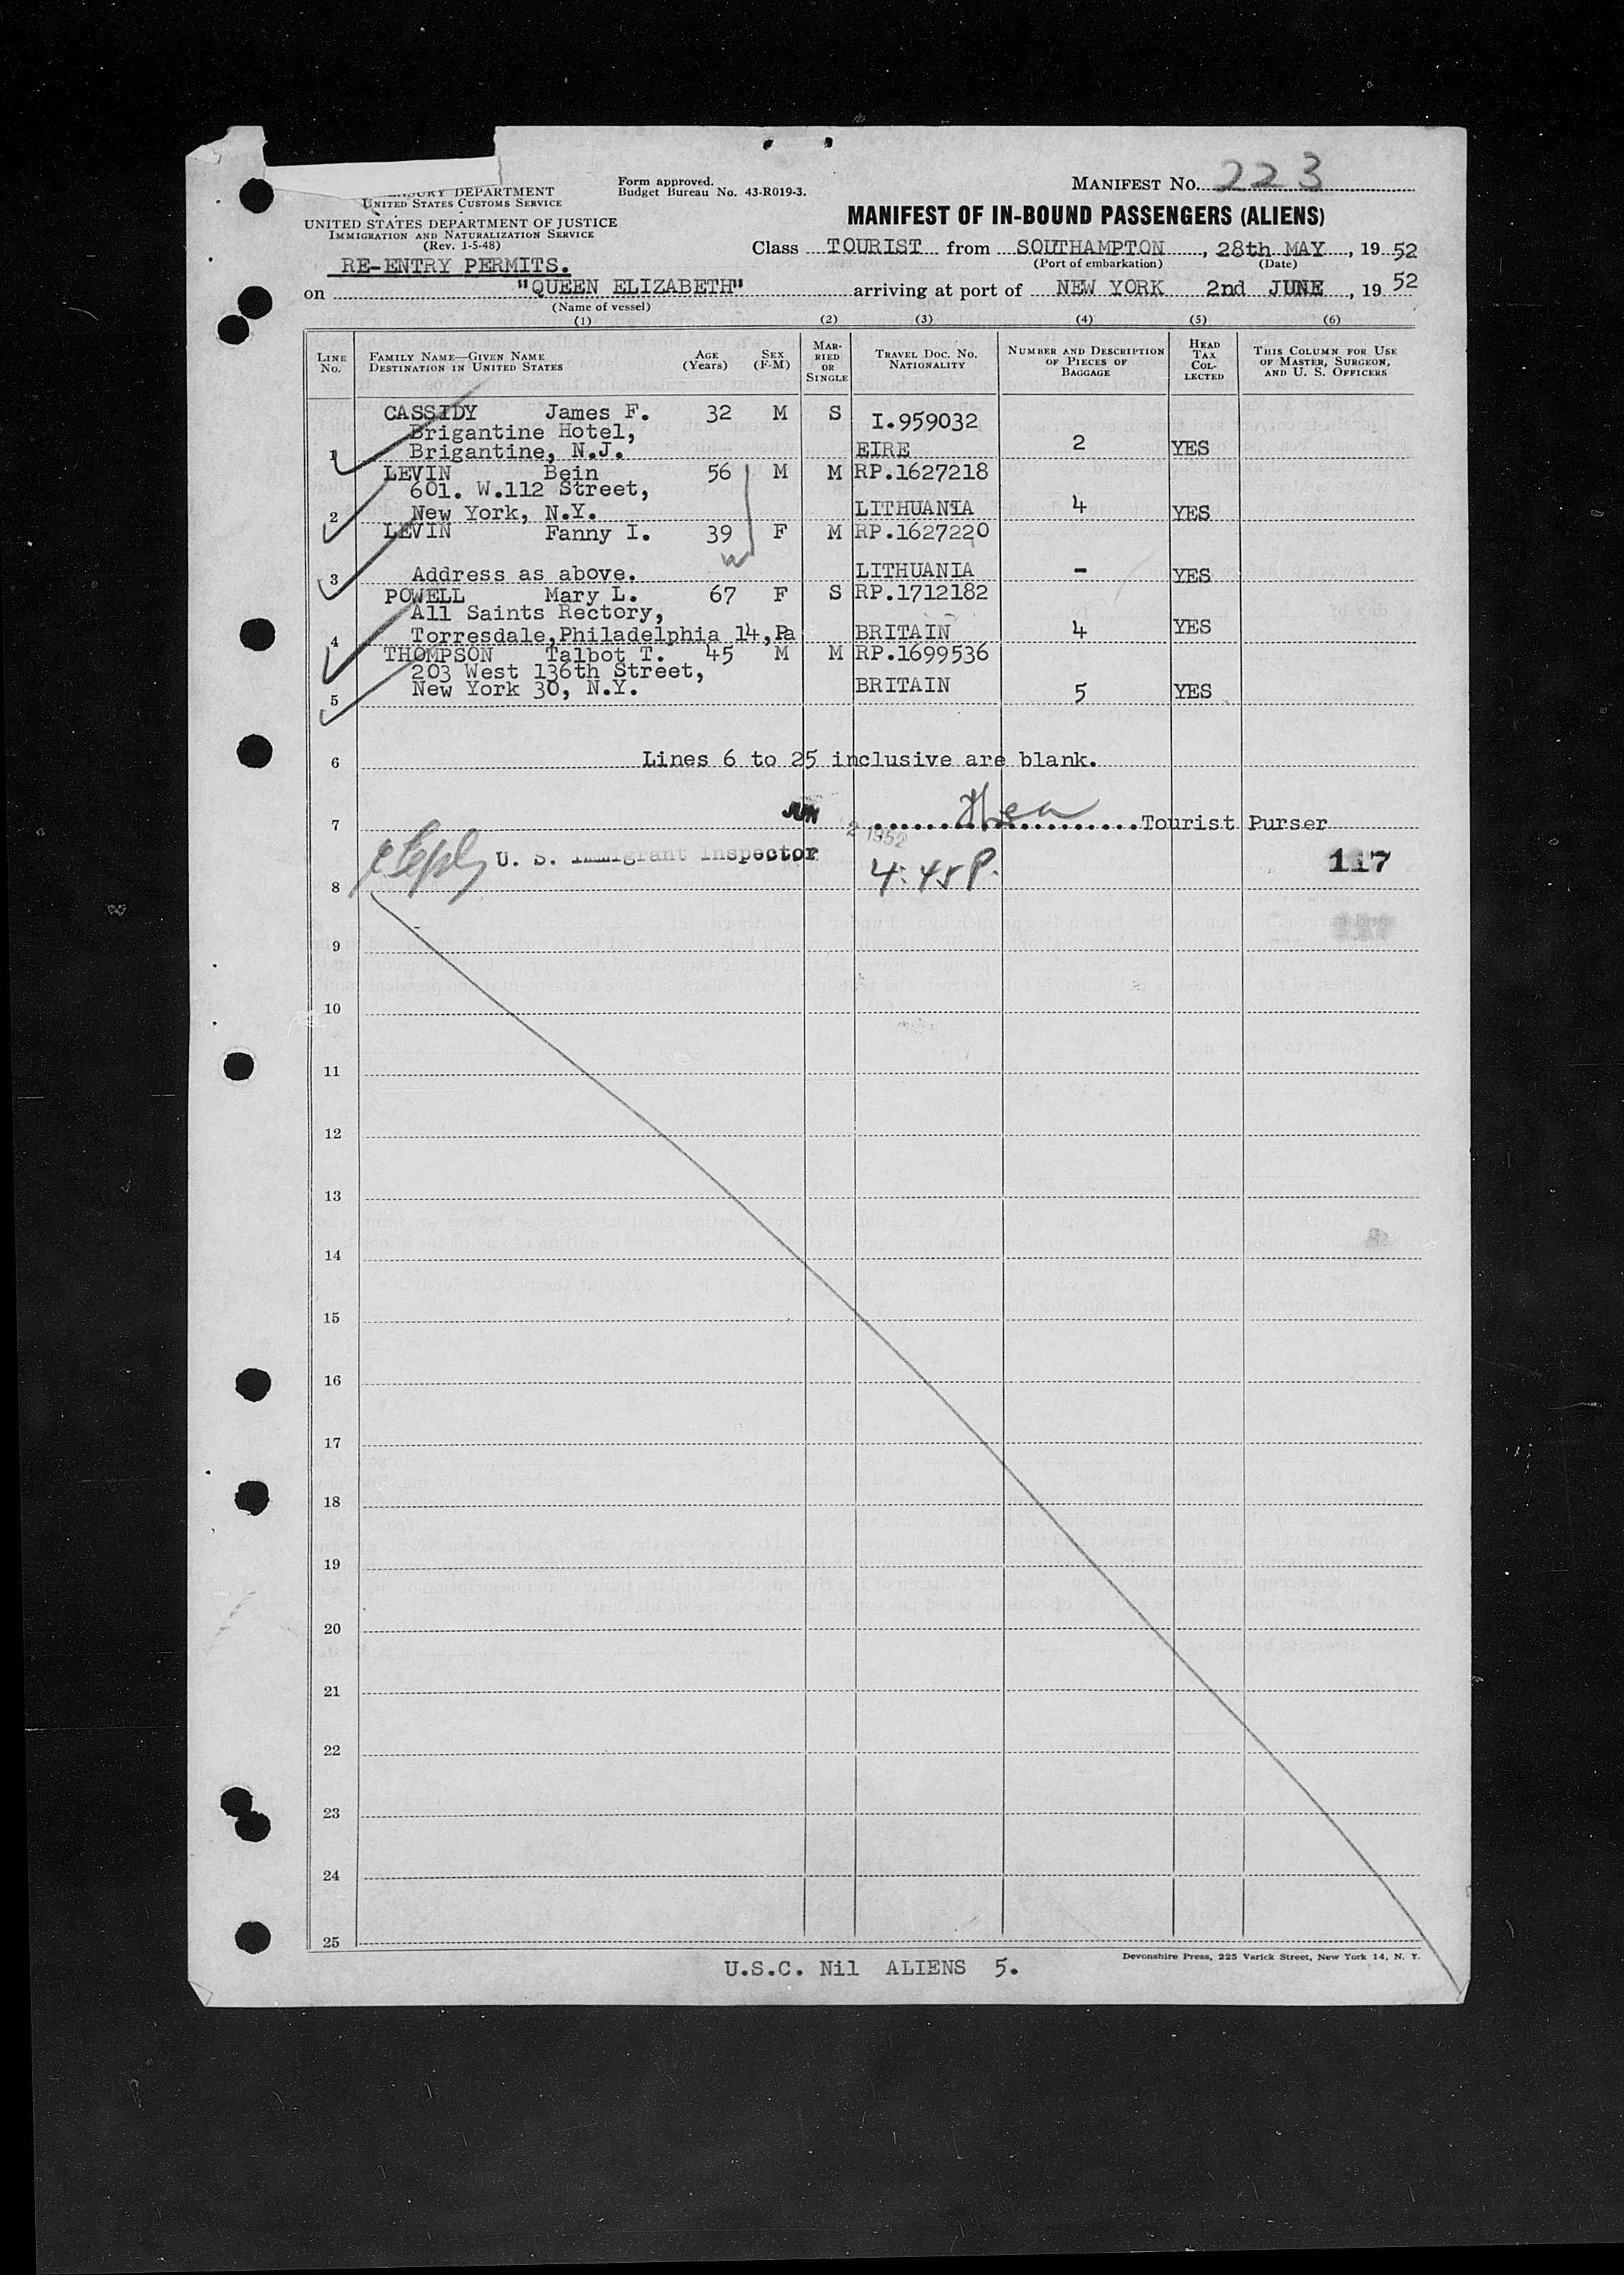 DEPARTMENT
UNITED STATES CUSTOMS SERVICE
UNITED STATES DEPARTMENT OF JUSTICE
IMMIGRATION AND NATURALIZATION SERVICE
(Rev. 1-5-48)
RE-ENTRY PERMITS.
Form approved.
Budget Bureau No. 43-R019-3.
MANIFEST No. 223
MANIFEST OF IN-BOUND PASSENGERS (ALIENS)
Class TOURIST from SOUTHAMPTON, 28th MAY, 1952
(Port of embarkation) (Date)
on "QUEEN ELIZABETH" arriving at port of NEW YORK 2nd JUNE, 1952
(Name of vessel)
(1) (2) (3) (4) (5) (6)
LINE No. FAMILY NAME—GIVEN NAME DESTINATION IN UNITED STATES AGE (Years) SEX (F-M) MARRIED OR SINGLE TRAVEL DOC. NO. NATIONALITY NUMBER AND DESCRIPTION OF PIECES OF BAGGAGE HEAD TAX COLLECTED THIS COLUMN FOR USE OF MASTER, SURGEON, AND U. S. OFFICERS
CASSIDY James F. 32 M S I.959032
Brigantine Hotel,
1 Brigantine, N.J. EIRE 2 YES
LEVIN Bein 56 M M RP.1627218
601. W.112 Street,
2 New York, N.Y. LITHUANIA 4 YES
LEVIN Fanny I. 39 F M RP.1627220
W
3 Address as above. LITHUANIA - YES
POWELL Mary L. 67 F S RP.1712182
All Saints Rectory,
4 Torresdale,Philadelphia 14,Pa BRITAIN 4 YES
THOMPSON Talbot T. 45 M M RP.1699536
203 West 136th Street,
5 New York 30, N.Y. BRITAIN 5 YES
6 Lines 6 to 25 inclusive are blank.
7 JUN 2 1952 Tourist Purser
8 U. S. Immigrant Inspector 4:45P. 117
9
10
11
12
13
14
15
16
17
18
19
20
21
22
23
24
25
Devonshire Press, 225 Varick Street, New York 14, N. Y.
U.S.C. Nil ALIENS 5.